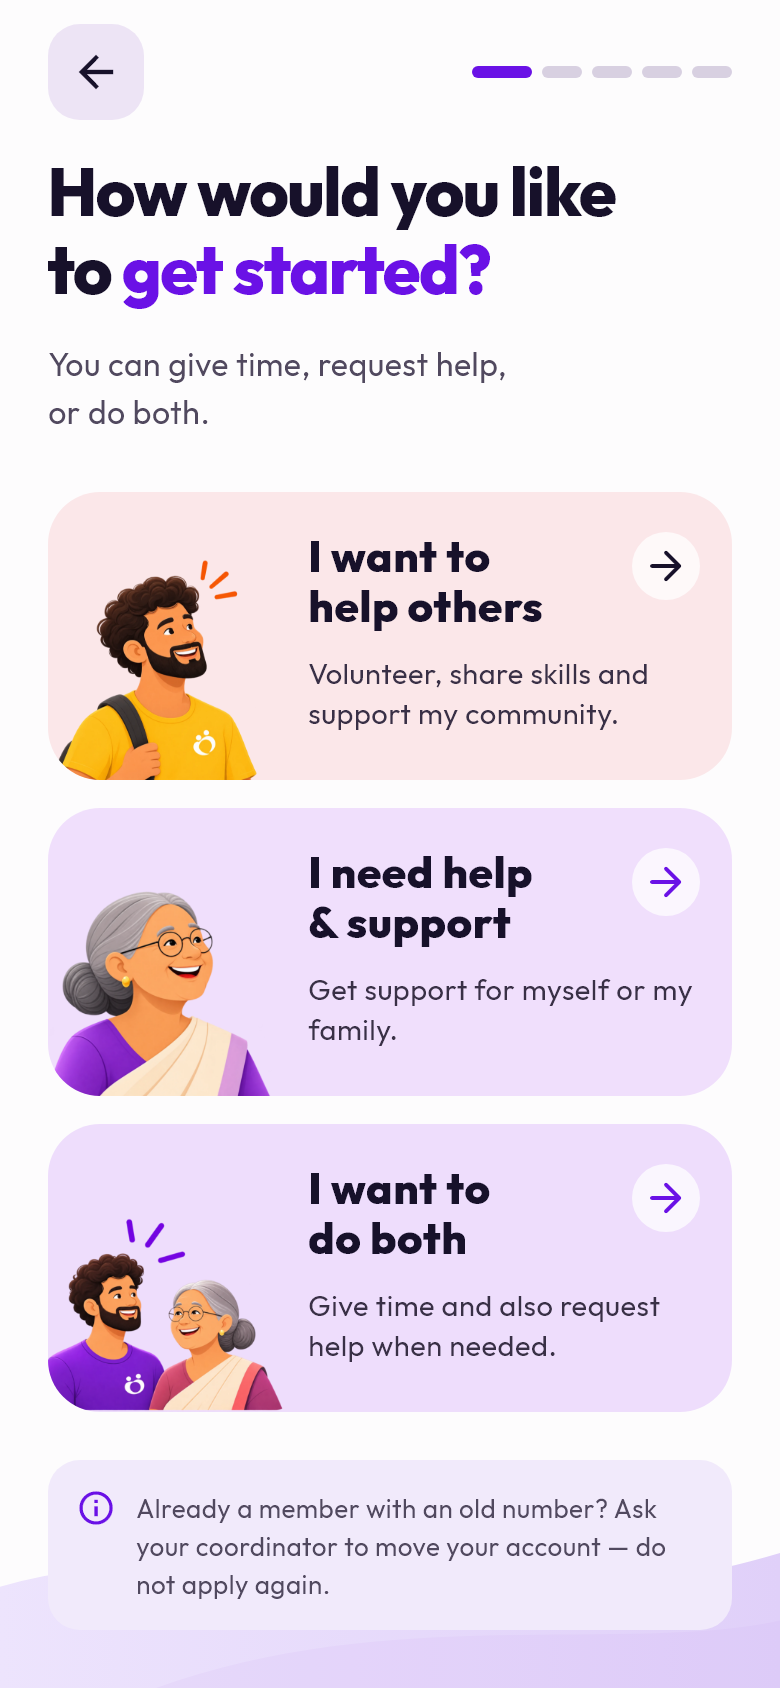 How would you like
to get started?
You can give time, request help,
or do both.
I want to
help others
Volunteer, share skills and
support my community.
I need help
& support
Get support for myself or my
family.
I want to
do both
Give time and also request
help when needed.
Already a member with an old number? Ask
your coordinator to move your account — do
not apply again.